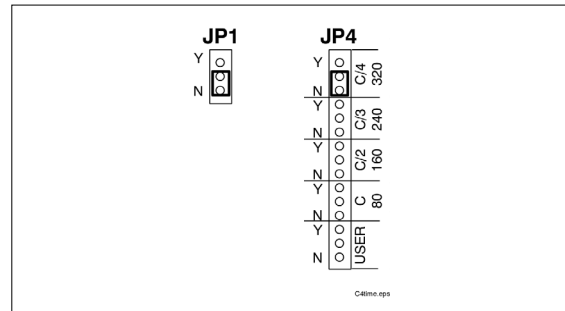 JP1
Y
N
JP4
Y
N
C/4
320
Y
N
C/3
240
Y
N
C/2
160
Y
N
C
80
Y
N
USER
C4time.eps